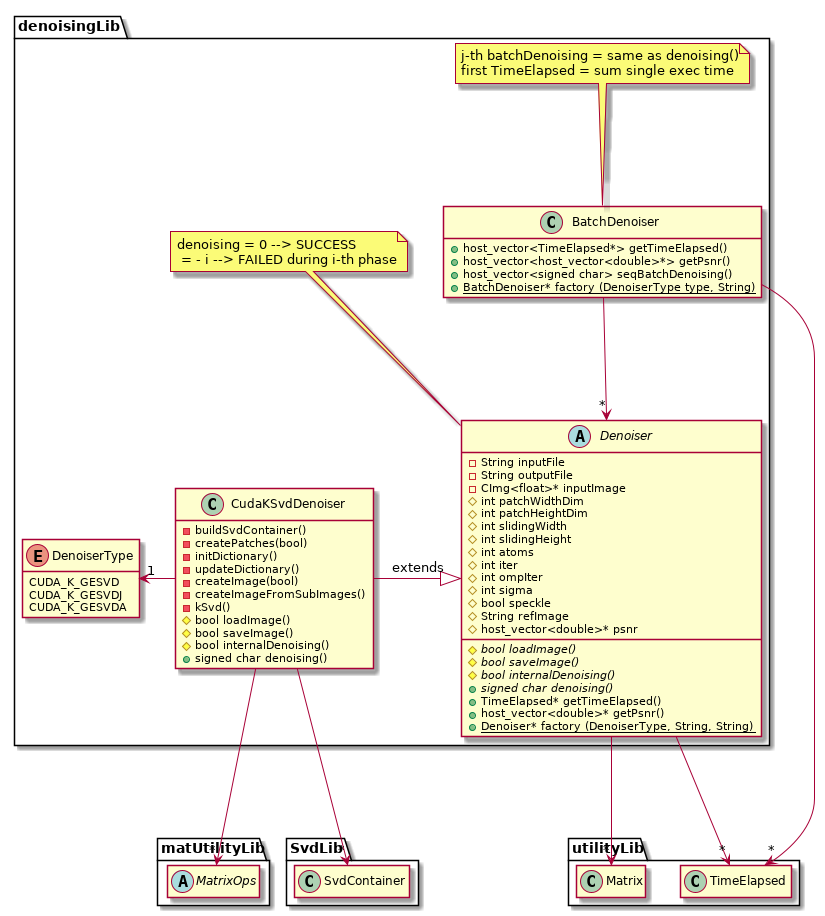 denoisingLib
j-th batchDenoising = same as denoising()
first TimeElapsed = sum single exec time
C BatchDenoiser
host_vector<TimeElapsed*> getTimeElapsed()
host_vector<host_vector<double>*> getPsnr()
host_vector<signed char> seqBatchDenoising()
BatchDenoiser* factory (DenoiserType type, String)
denoising = 0 --> SUCCESS
= - i --> FAILED during i-th phase
*
A Denoiser
String inputFile
String outputFile
CImg<float>* inputImage
int patchWidthDim
int patchHeightDim
int slidingWidth
int slidingHeight
int atoms
int iter
int ompIter
int sigma
bool speckle
String refImage
host_vector<double>* psnr
bool loadImage()
bool saveImage()
bool internalDenoising()
signed char denoising()
TimeElapsed* getTimeElapsed()
host_vector<double>* getPsnr()
Denoiser* factory (DenoiserType, String, String)
C CudaKSvdDenoiser
buildSvdContainer()
createPatches(bool)
initDictionary()
updateDictionary()
createImage(bool)
createImageFromSubImages()
kSvd()
bool loadImage()
bool saveImage()
bool internalDenoising()
signed char denoising()
extends
1
E DenoiserType
CUDA_K_GESVD
CUDA_K_GESVDJ
CUDA_K_GESVDA
matUtilityLib
A MatrixOps
SvdLib
C SvdContainer
utilityLib
C Matrix
*
*
C TimeElapsed